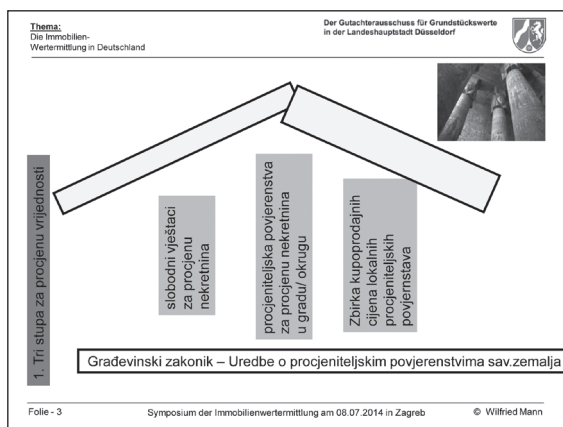 Thema:
Die Immobilien-
Wertermittlung in Deutschland
Der Gutachterausschuss für Grundstückswerte
in der Landeshauptstadt Düsseldorf
1. Tri stupa za procjenu vrijednosti
slobodni vještaci
za procjenu
nekretnina
procjeniteljska povjerenstva
za procjenu nekretnina
u gradu/ okrugu
Zbirka kupoprodajnih
cijena lokalnih
procjeniteljskih
povjernstava
Građevinski zakonik – Uredbe o procjeniteljskim povjerenstvima sav.zemalja
Folie - 3
Symposium der Immobilienwertermittlung am 08.07.2014 in Zagreb
© Wilfried Mann